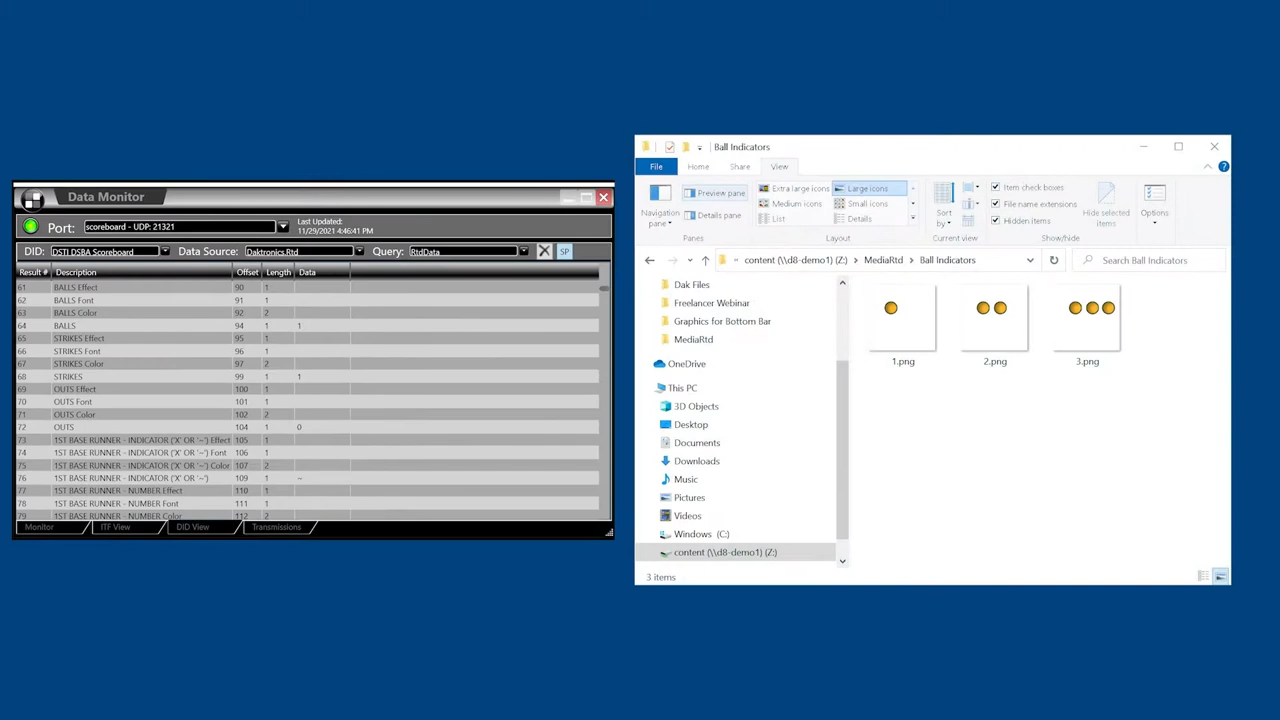 Data Monitor
Port: scoreboard - UDP: 21321
Last Updated:
11/29/2021 4:46:41 PM
DID: DSTI DSBA Scoreboard Data Source: Daktronics.Rtd Query: RtdData SP
Result # Description Offset Length Data
61 BALLS Effect 90 1
62 BALLS Font 91 1
63 BALLS Color 92 2
64 BALLS 94 1 1
65 STRIKES Effect 95 1
66 STRIKES Font 96 1
67 STRIKES Color 97 2
68 STRIKES 99 1 1
69 OUTS Effect 100 1
70 OUTS Font 101 1
71 OUTS Color 102 2
72 OUTS 104 1 0
73 1ST BASE RUNNER - INDICATOR ('X' OR '~') Effect 105 1
74 1ST BASE RUNNER - INDICATOR ('X' OR '~') Font 106 1
75 1ST BASE RUNNER - INDICATOR ('X' OR '~') Color 107 2
76 1ST BASE RUNNER - INDICATOR ('X' OR '~') 109 1 ~
77 1ST BASE RUNNER - NUMBER Effect 110 1
78 1ST BASE RUNNER - NUMBER Font 111 1
79 1ST BASE RUNNER - NUMBER Color 112 2
Monitor ITF View DID View Transmissions
Ball Indicators
File Home Share View
Navigation pane
Preview pane
Details pane
Panes
Extra large icons Large icons
Medium icons Small icons
List Details
Layout
Sort by
Current view
Item check boxes
File name extensions
Hidden items
Hide selected items
Show/hide
Options
content (\\d8-demo1) (Z:) MediaRtd Ball Indicators
Search Ball Indicators
Dak Files
Freelancer Webinar
Graphics for Bottom Bar
MediaRtd
OneDrive
This PC
3D Objects
Desktop
Documents
Downloads
Music
Pictures
Videos
Windows (C:)
content (\\d8-demo1) (Z:)
1.png 2.png 3.png
3 items